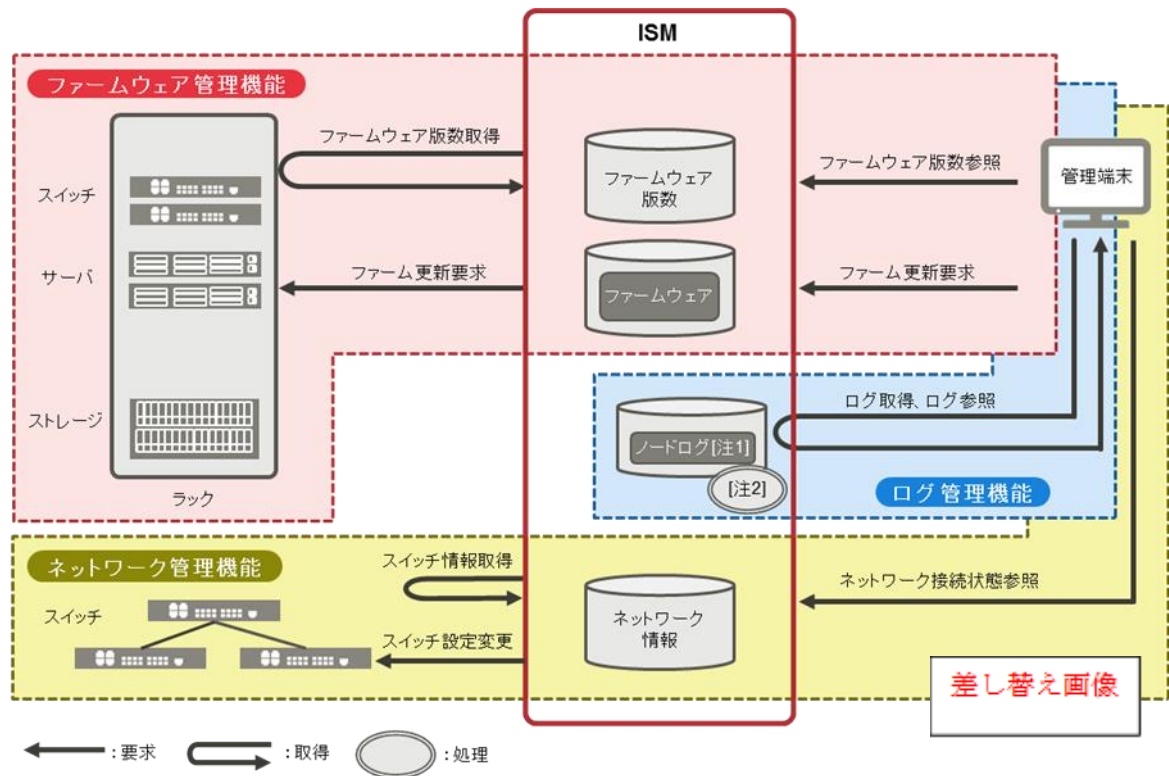 ISM
ファームウェア管理機能
ファームウェア版数取得
ファームウェア
版数
ファームウェア版数参照
管理端末
スイッチ
サーバ
ファーム更新要求
ファームウェア
ファーム更新要求
ストレージ
ラック
ログ取得、ログ参照
ノードログ[注1]
[注2]
ログ管理機能
ネットワーク管理機能
スイッチ情報取得
ネットワーク接続状態参照
スイッチ
ネットワーク
情報
スイッチ設定変更
差し替え画像
:要求
:取得
:処理